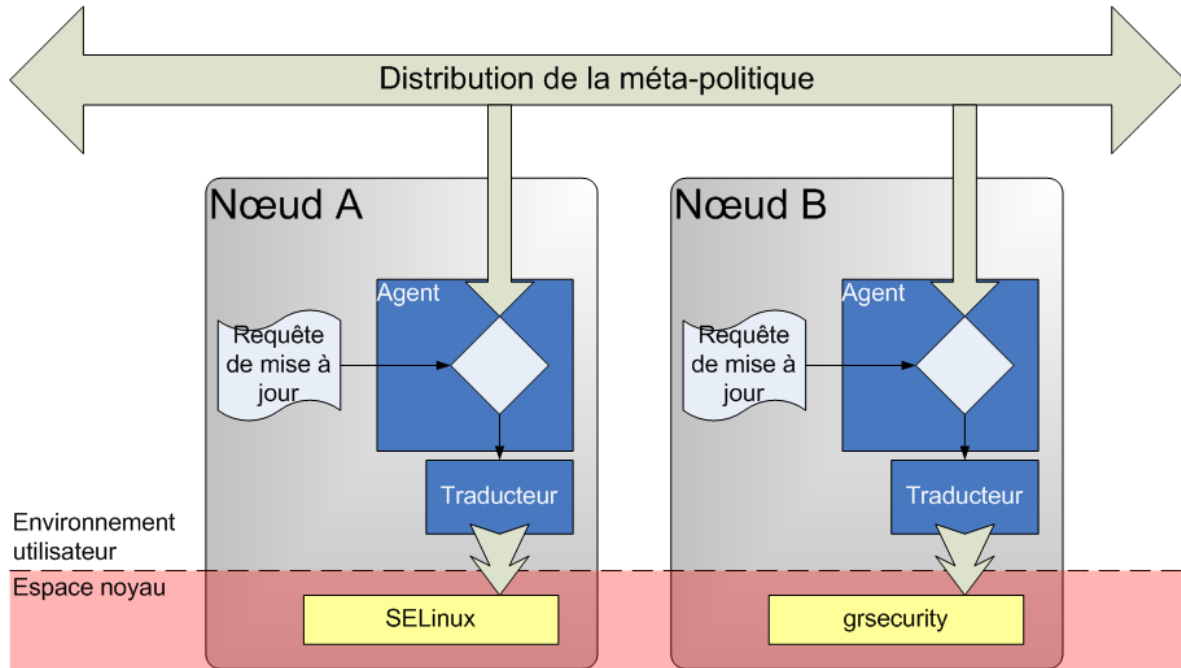 Distribution de la méta-politique
Nœud A
Agent
Requête
de mise à
jour
Traducteur
Nœud B
Agent
Requête
de mise à
jour
Traducteur
Environnement
utilisateur
Espace noyau
SELinux
grsecurity